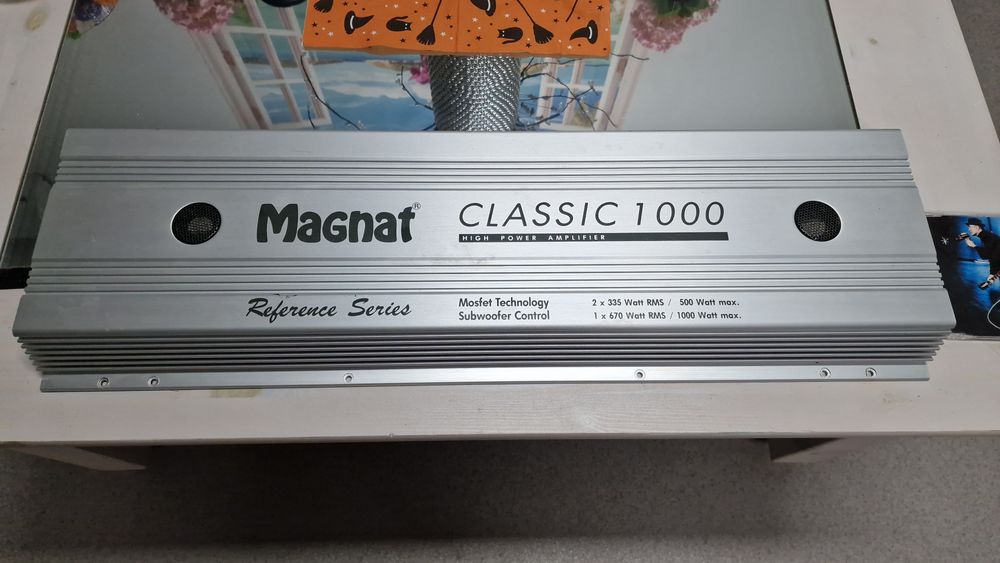 Magnat®
CLASSIC 1000
HIGH POWER AMPLIFIER
Reference Series
Mosfet Technology
Subwoofer Control
2 x 335 Watt RMS / 500 Watt max.
1 x 670 Watt RMS / 1000 Watt max.